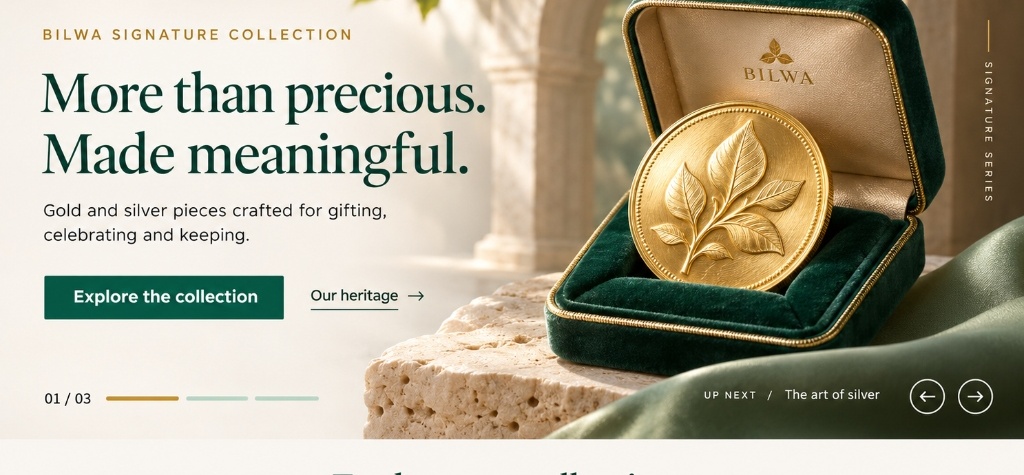 BILWA SIGNATURE COLLECTION
More than precious.
Made meaningful.
Gold and silver pieces crafted for gifting,
celebrating and keeping.
Explore the collection
Our heritage →
01 / 03
BILWA
SIGNATURE SERIES
UP NEXT / The art of silver
← →